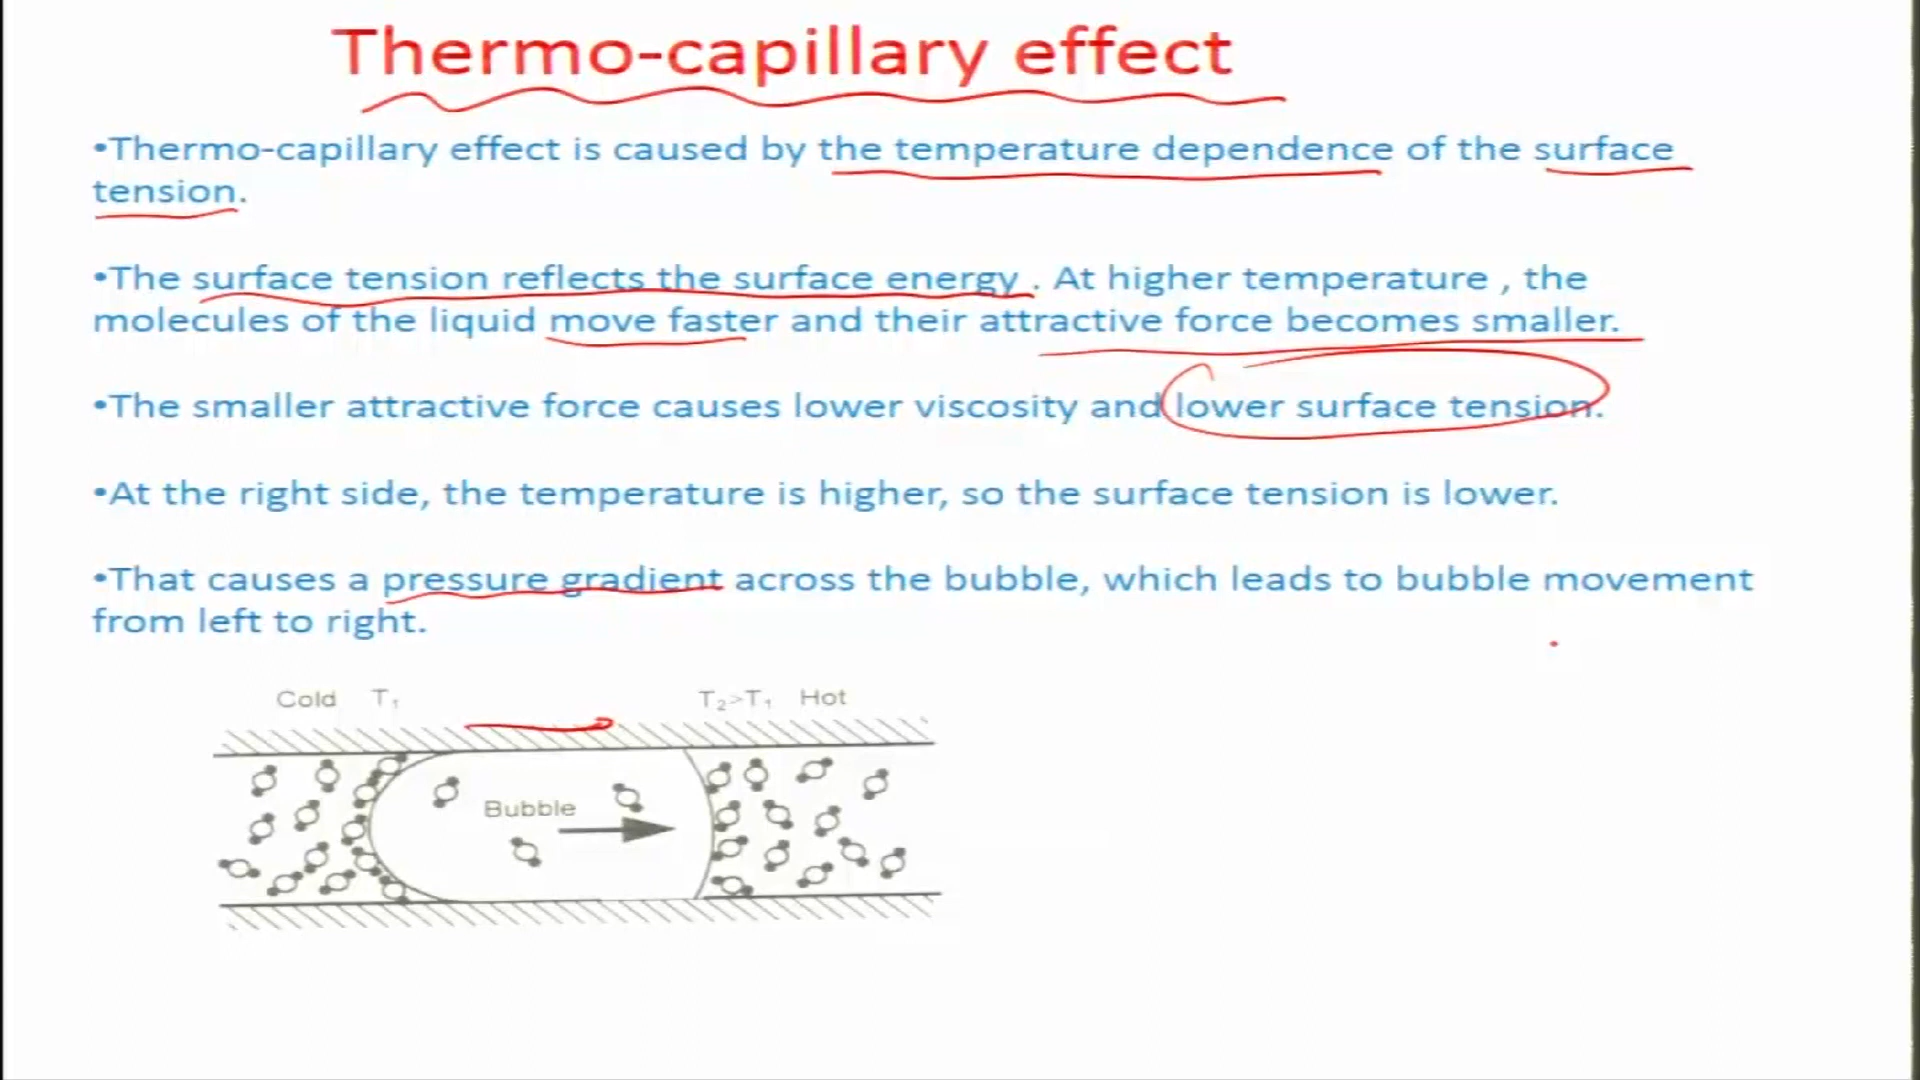 Thermo-capillary effect
•Thermo-capillary effect is caused by the temperature dependence of the surface
tension.
•The surface tension reflects the surface energy . At higher temperature , the
molecules of the liquid move faster and their attractive force becomes smaller.
•The smaller attractive force causes lower viscosity and lower surface tension.
•At the right side, the temperature is higher, so the surface tension is lower.
•That causes a pressure gradient across the bubble, which leads to bubble movement
from left to right.
Cold T₁ T₂>T₁ Hot
Bubble